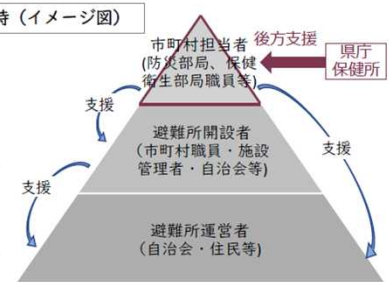 時（イメージ図）
市町村担当者
(防災部局、保健
衛生部局職員等)
後方支援
県庁
保健所
支援
避難所開設者
（市町村職員・施設
管理者・自治会等)
支援
支援
避難所運営者
（自治会・住民等)